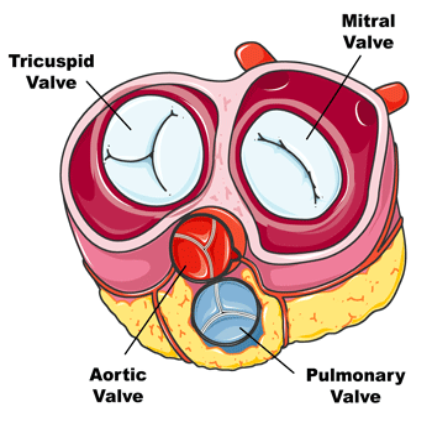 Mitral
Valve
Tricuspid
Valve
Aortic
Valve
Pulmonary
Valve